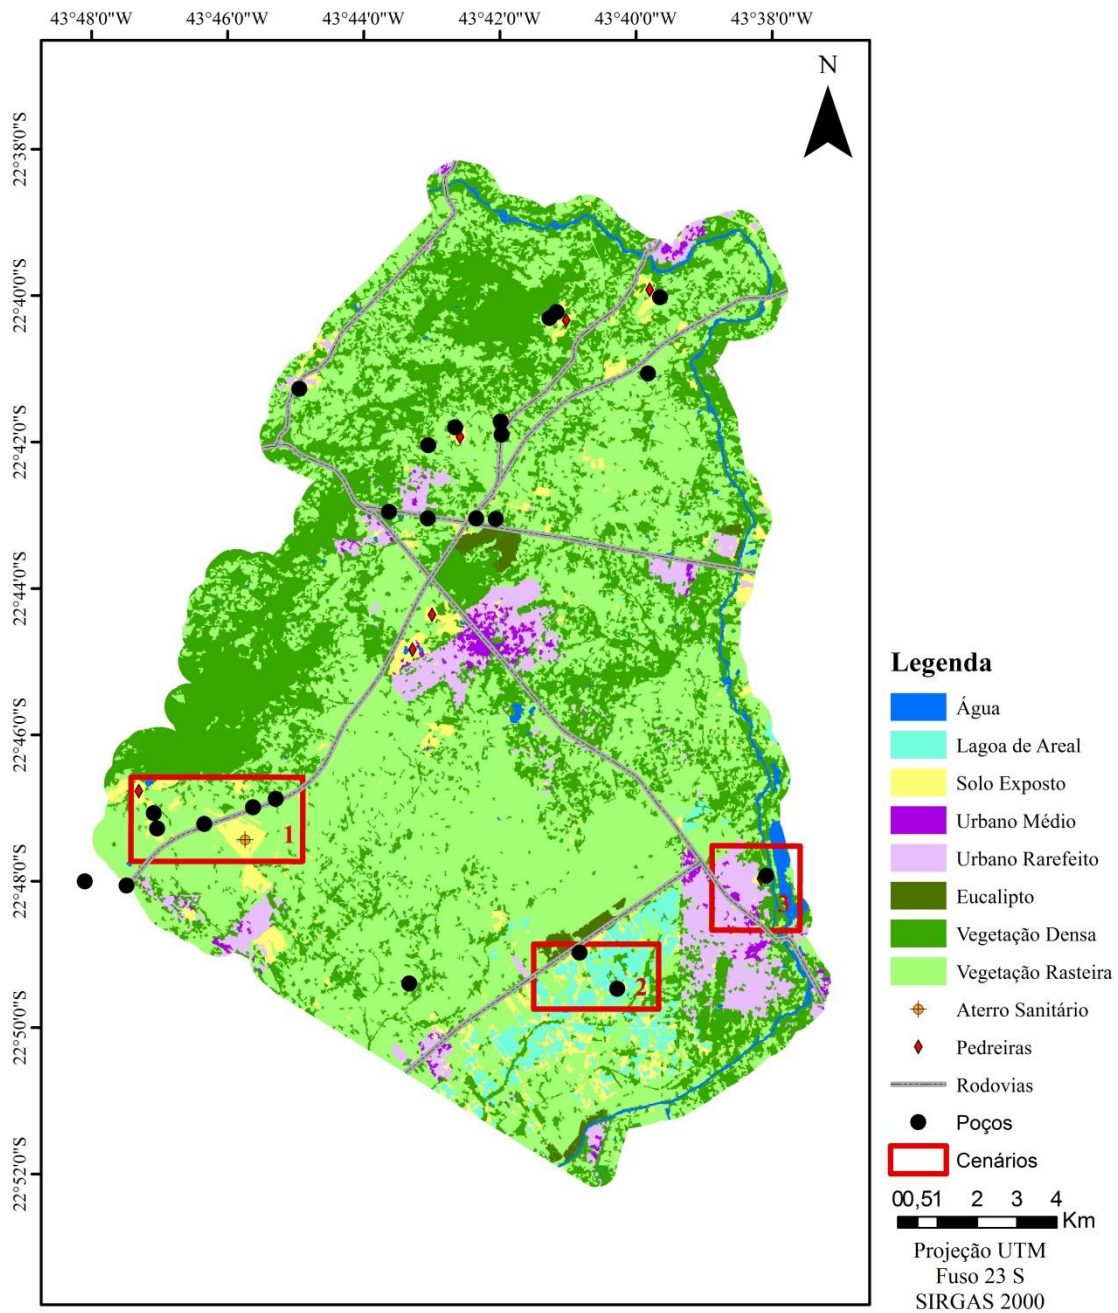 43°48'0"W 43°46'0"W 43°44'0"W 43°42'0"W 43°40'0"W 43°38'0"W
N
22°38'0"S
22°40'0"S
22°42'0"S
22°44'0"S
22°46'0"S
22°48'0"S
22°50'0"S
22°52'0"S
1
2
3
Legenda
Água
Lagoa de Areal
Solo Exposto
Urbano Médio
Urbano Rarefeito
Eucalipto
Vegetação Densa
Vegetação Rasteira
Aterro Sanitário
Pedreiras
Rodovias
Poços
Cenários
00,51 2 3 4
Km
Projeção UTM
Fuso 23 S
SIRGAS 2000